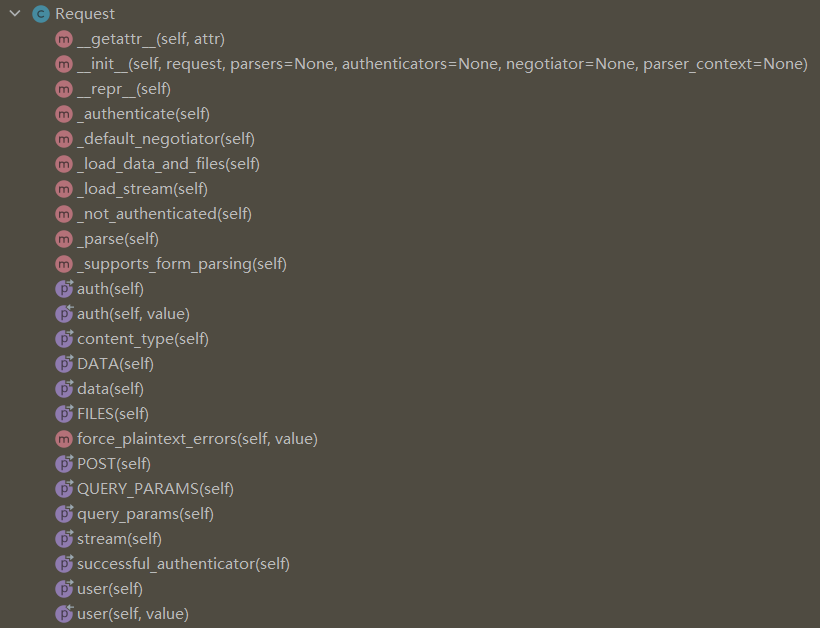 C Request
m __getattr__(self, attr)
m __init__(self, request, parsers=None, authenticators=None, negotiator=None, parser_context=None)
m __repr__(self)
m _authenticate(self)
m _default_negotiator(self)
m _load_data_and_files(self)
m _load_stream(self)
m _not_authenticated(self)
m _parse(self)
m _supports_form_parsing(self)
p auth(self)
p auth(self, value)
p content_type(self)
p DATA(self)
p data(self)
p FILES(self)
m force_plaintext_errors(self, value)
p POST(self)
p QUERY_PARAMS(self)
p query_params(self)
p stream(self)
p successful_authenticator(self)
p user(self)
p user(self, value)